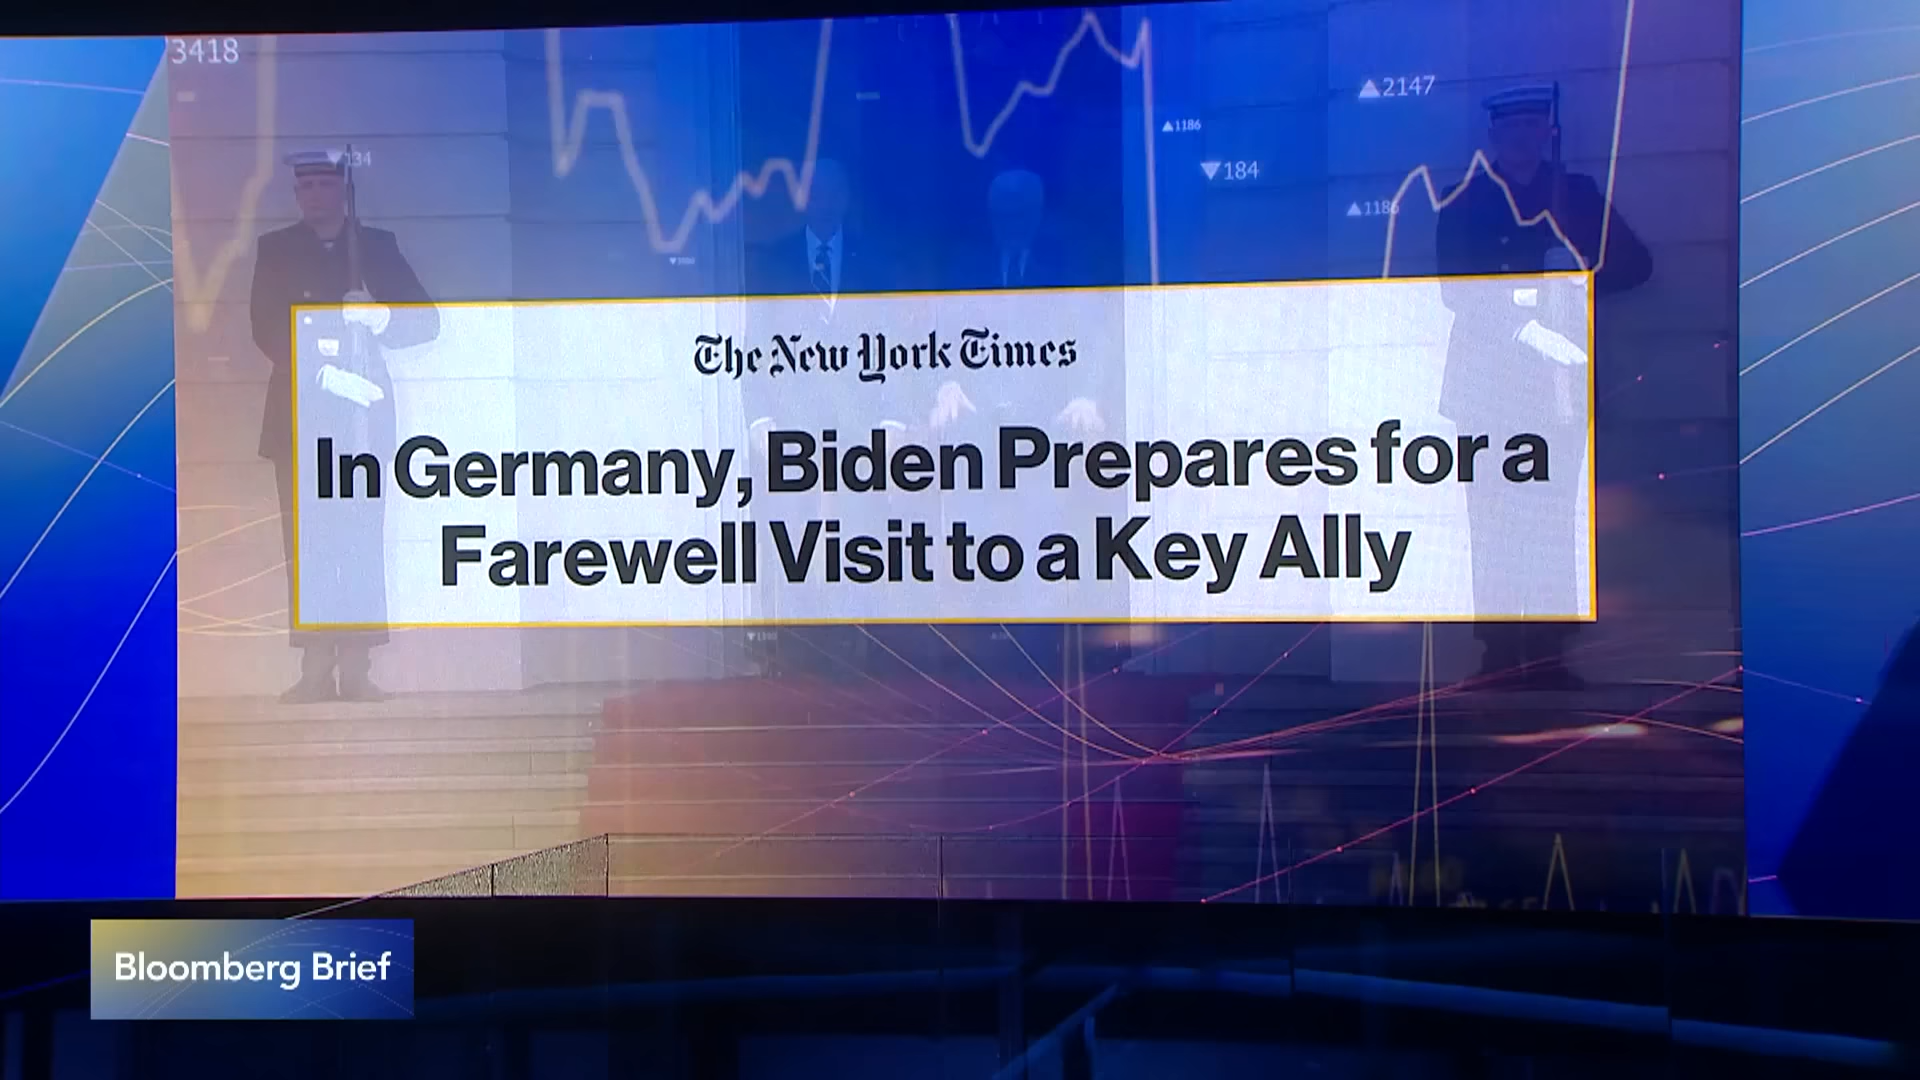 3418
▲2147
▲1186
▼134
▼184
▲1186
The New York Times
In Germany, Biden Prepares for a
Farewell Visit to a Key Ally
Bloomberg Brief